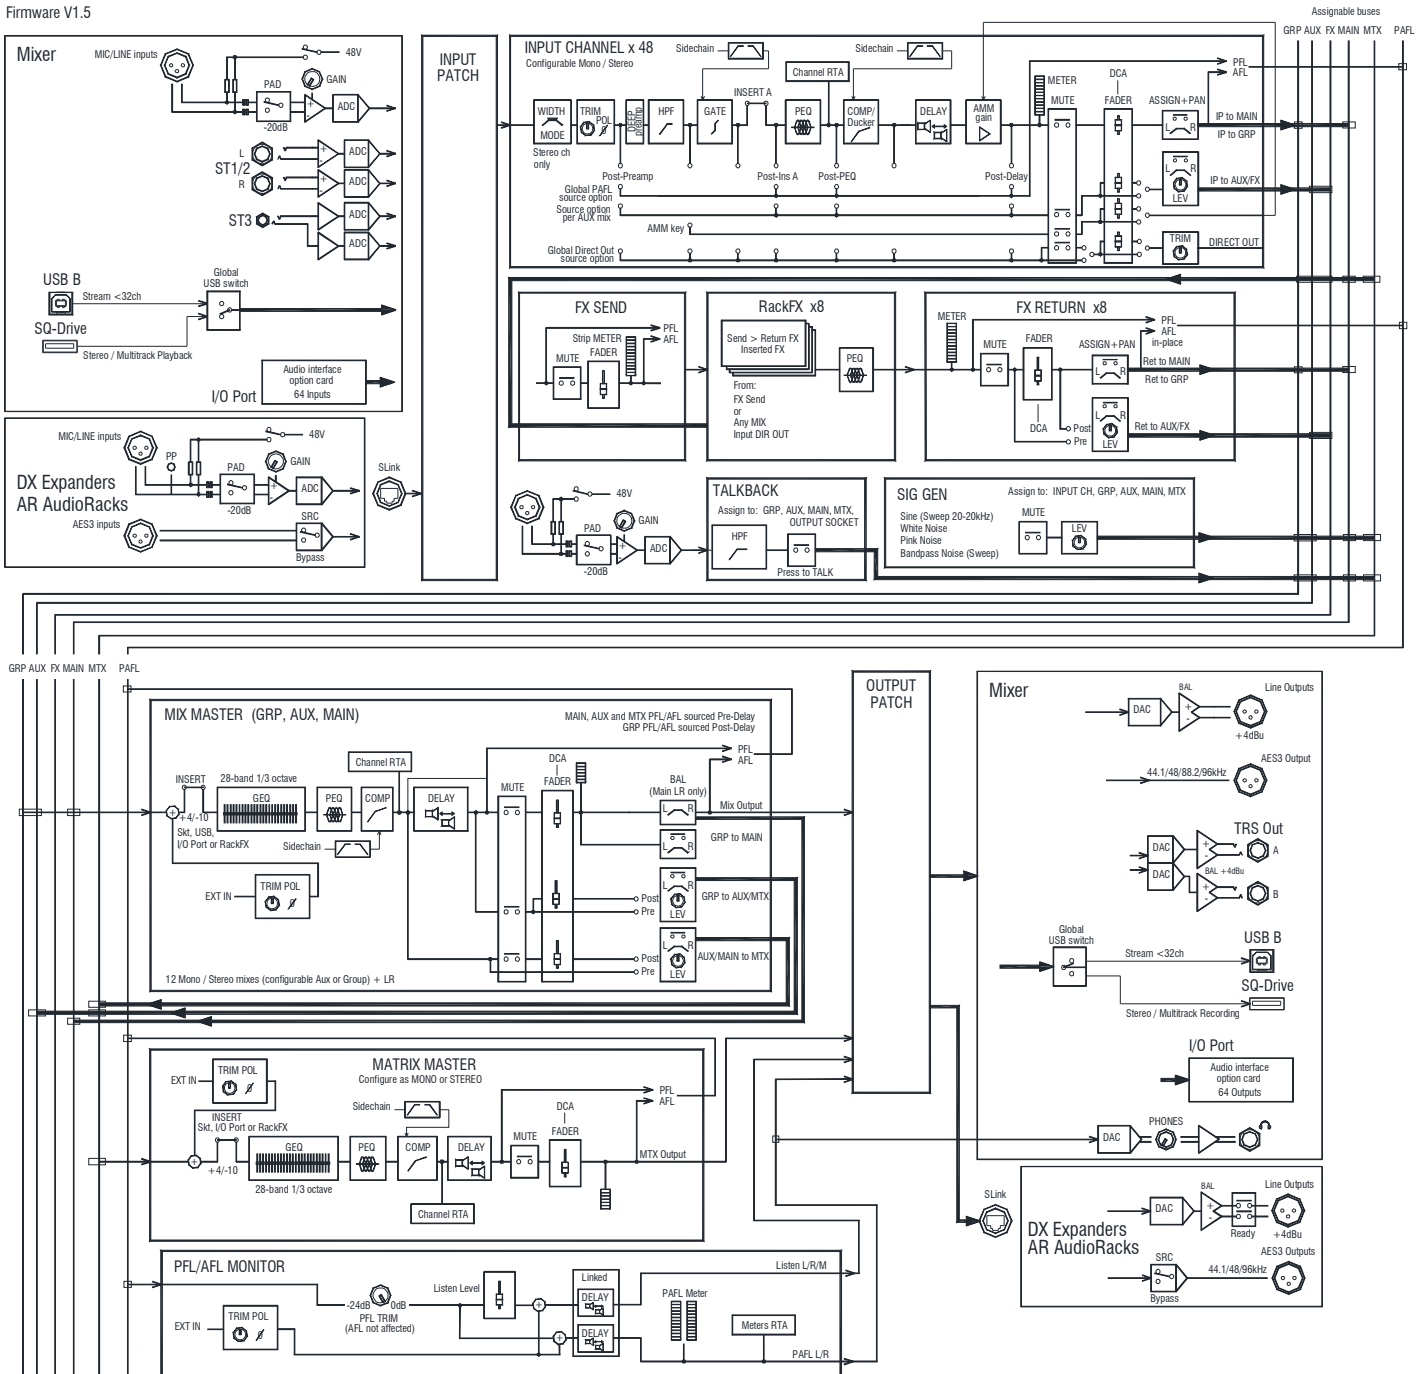 Firmware V1.5
Assignable buses
GRP AUX FX MAIN MTX PAFL
Mixer
MIC/LINE inputs
48V
PAD
GAIN
-20dB
ADC
L
ST1/2
R
ADC
ADC
ST3
ADC
ADC
USB B
Stream <32ch
Global
USB switch
SQ-Drive
Stereo / Multitrack Playback
I/O Port
Audio interface
option card
64 Inputs
DX Expanders
AR AudioRacks
MIC/LINE inputs
PP
48V
PAD
GAIN
-20dB
ADC
AES3 inputs
SRC
Bypass
SLink
INPUT
PATCH
INPUT CHANNEL x 48
Configurable Mono / Stereo
Sidechain
Sidechain
Channel RTA
INSERT A
WIDTH
MODE
Stereo ch
only
TRIM
POL
DEEP
preamp
HPF
GATE
PEQ
COMP/
Ducker
DELAY
AMM
gain
METER
MUTE
DCA
FADER
ASSIGN+PAN
L R
PFL
AFL
IP to MAIN
IP to GRP
L R
LEV
IP to AUX/FX
TRIM
DIRECT OUT
Post-Preamp
Post-Ins A
Post-PEQ
Post-Delay
Global PAFL
source option
Source option
per AUX mix
AMM key
Global Direct Out
source option
FX SEND
Strip METER
FADER
MUTE
PFL
AFL
RackFX x8
Send > Return FX
Inserted FX
From:
FX Send
or
Any MIX
Input DIR OUT
PEQ
FX RETURN x8
METER
MUTE
FADER
DCA
ASSIGN+PAN
L R
PFL
AFL
in-place
Ret to MAIN
Ret to GRP
Post
Pre
L R
LEV
Ret to AUX/FX
48V
PAD
GAIN
-20dB
ADC
TALKBACK
Assign to: GRP, AUX, MAIN, MTX,
OUTPUT SOCKET
HPF
Press to TALK
SIG GEN
Assign to: INPUT CH, GRP, AUX, MAIN, MTX
Sine (Sweep 20-20kHz)
White Noise
Pink Noise
Bandpass Noise (Sweep)
MUTE
LEV
GRP AUX FX MAIN MTX PAFL
MIX MASTER (GRP, AUX, MAIN)
MAIN, AUX and MTX PFL/AFL sourced Pre-Delay
GRP PFL/AFL sourced Post-Delay
Channel RTA
INSERT
+4/-10
Skt, USB,
I/O Port or RackFX
28-band 1/3 octave
GEQ
PEQ
COMP
Sidechain
DELAY
MUTE
DCA
FADER
PFL
AFL
BAL
(Main LR only)
L R
Mix Output
L R
GRP to MAIN
EXT IN
TRIM POL
Post
Pre
L R
LEV
GRP to AUX/MTX
Post
Pre
L R
LEV
AUX/MAIN to MTX
12 Mono / Stereo mixes (configurable Aux or Group) + LR
MATRIX MASTER
Configure as MONO or STEREO
EXT IN
TRIM POL
INSERT
Skt, I/O Port or RackFX
+4/-10
GEQ
28-band 1/3 octave
PEQ
Sidechain
COMP
DELAY
Channel RTA
MUTE
DCA
FADER
PFL
AFL
MTX Output
PFL/AFL MONITOR
EXT IN
TRIM POL
-24dB 0dB
PFL TRIM
(AFL not affected)
Listen Level
Linked
DELAY
DELAY
PAFL Meter
Meters RTA
Listen L/R/M
PAFL L/R
OUTPUT
PATCH
Mixer
DAC
BAL
Line Outputs
+4dBu
44.1/48/88.2/96kHz
AES3 Output
TRS Out
DAC
A
DAC
BAL +4dBu
B
Global
USB switch
Stream <32ch
USB B
SQ-Drive
Stereo / Multitrack Recording
I/O Port
Audio interface
option card
64 Outputs
PHONES
DAC
SLink
DX Expanders
AR AudioRacks
DAC
BAL
Ready
Line Outputs
+4dBu
SRC
Bypass
44.1/48/96kHz
AES3 Outputs